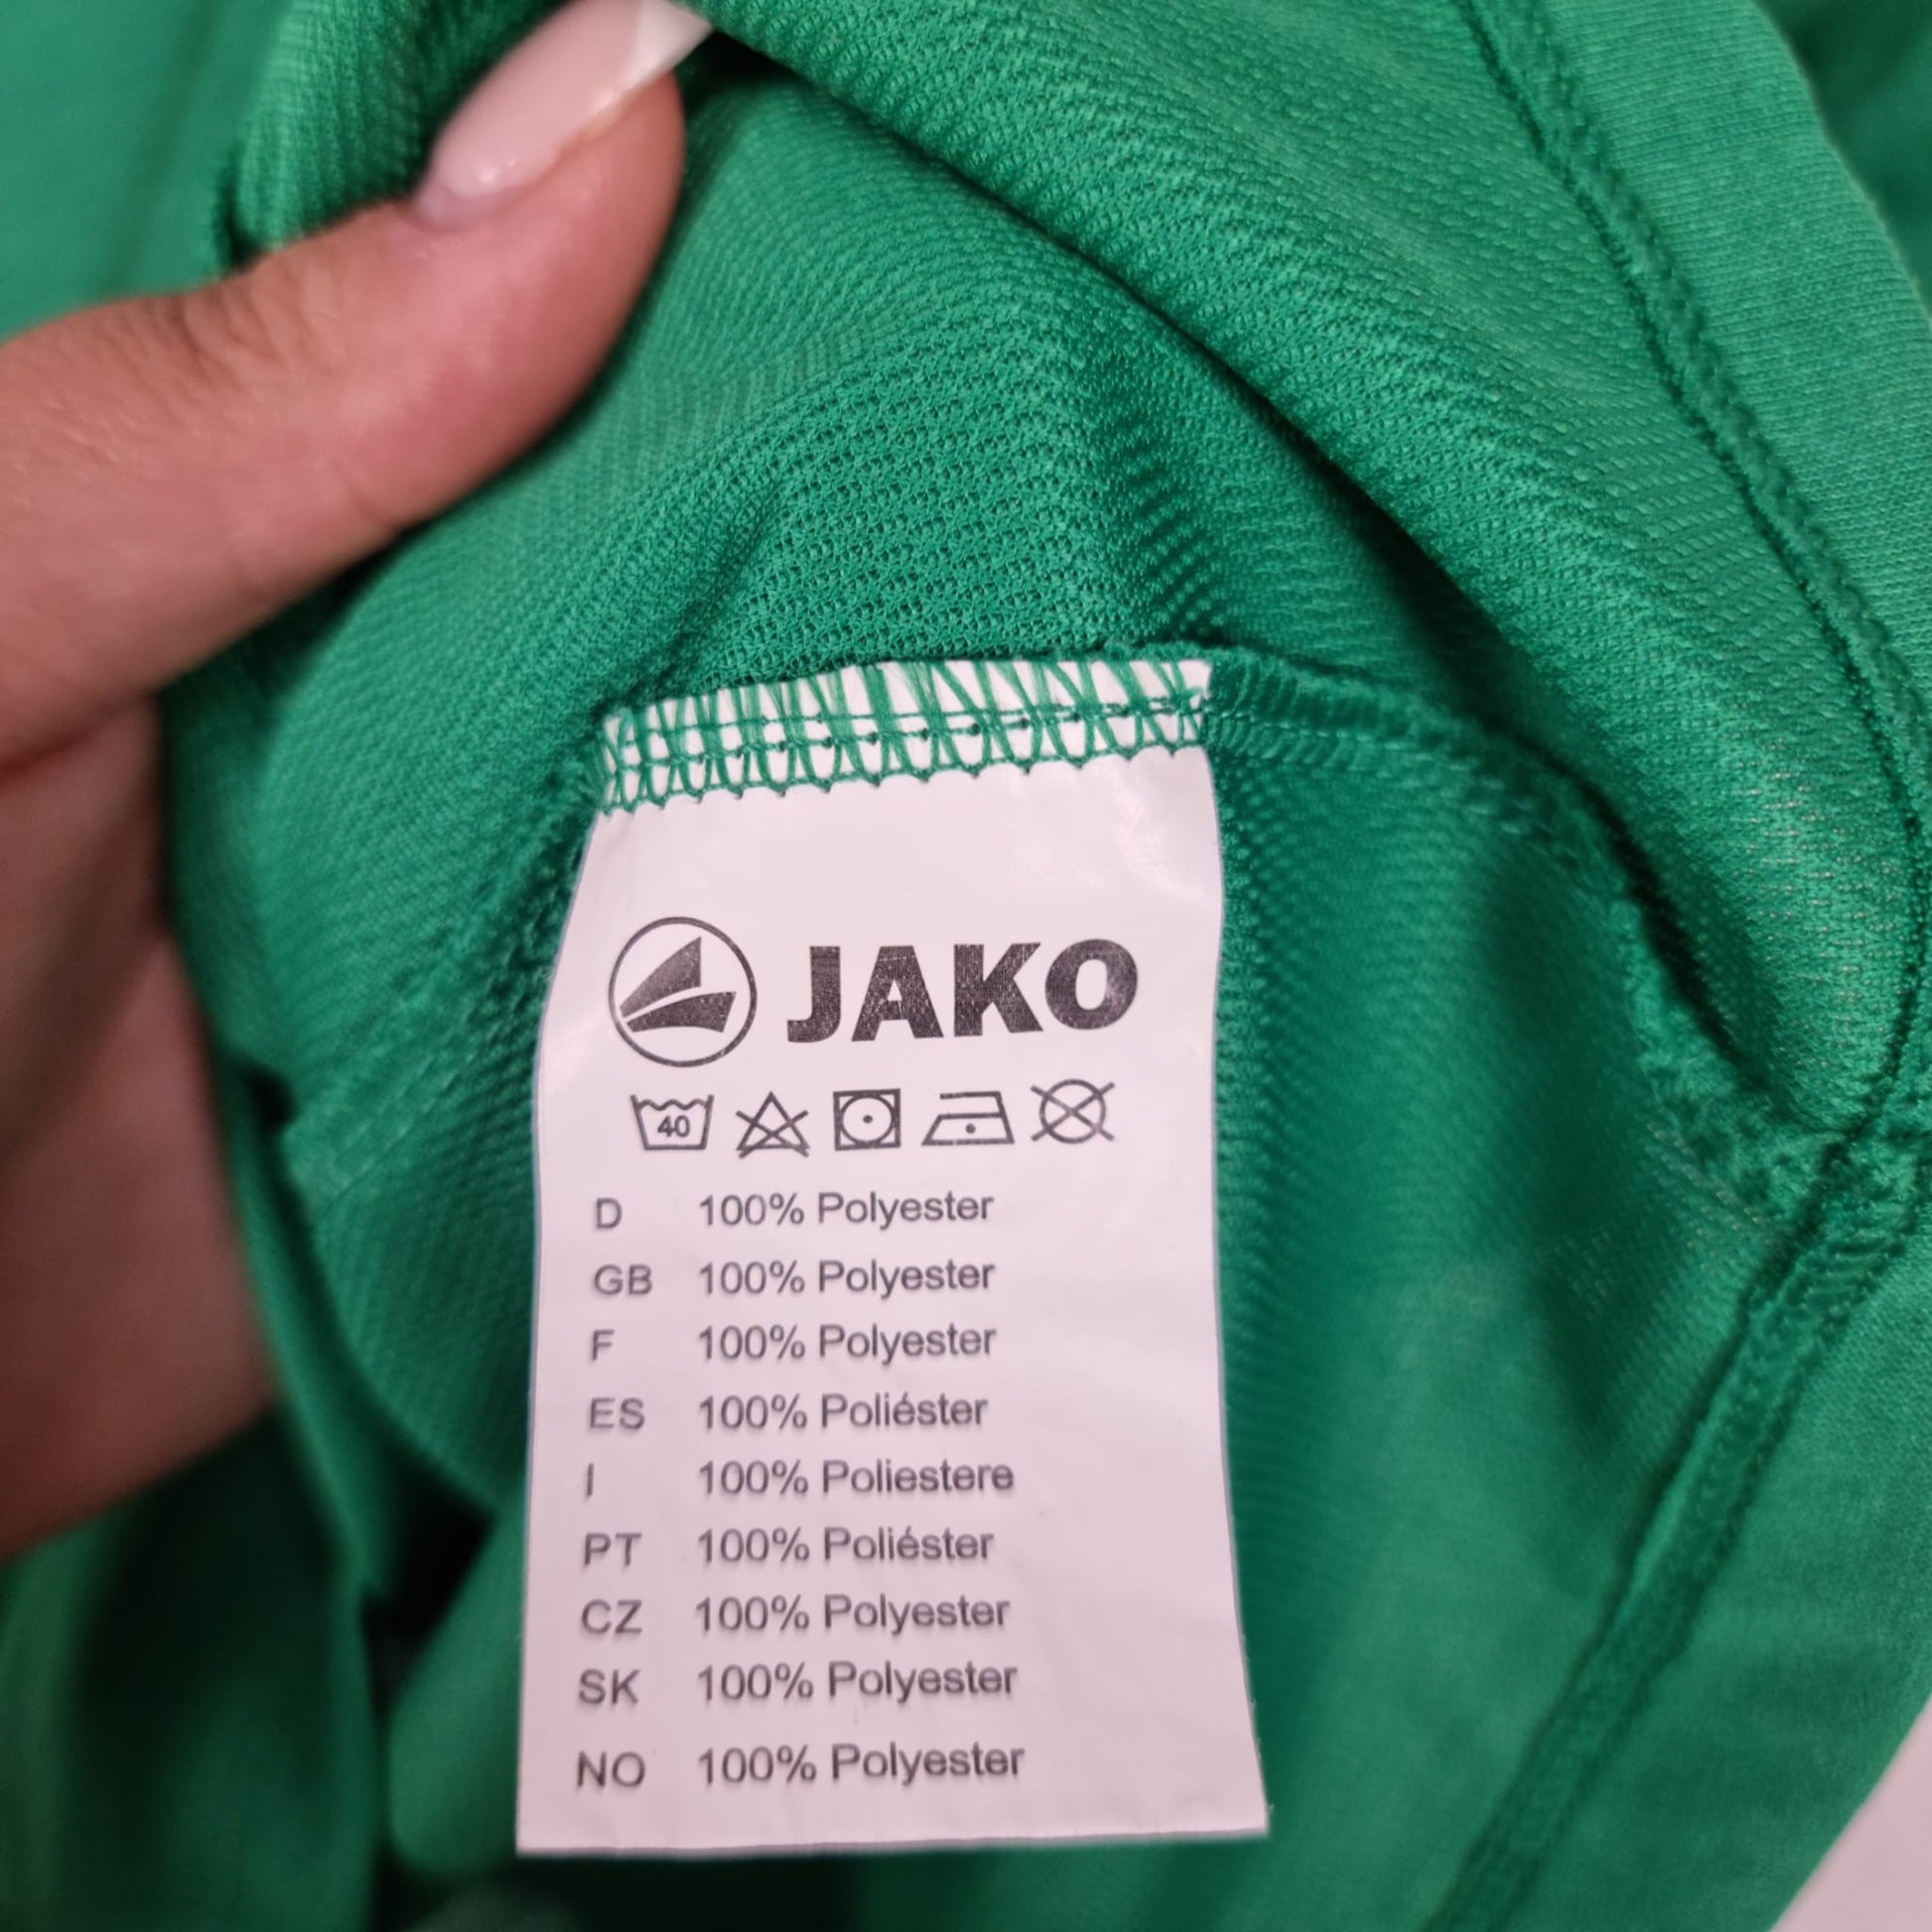 JAKO
40
D 100% Polyester
GB 100% Polyester
F 100% Polyester
ES 100% Poliéster
I 100% Poliestere
PT 100% Poliéster
CZ 100% Polyester
SK 100% Polyester
NO 100% Polyester